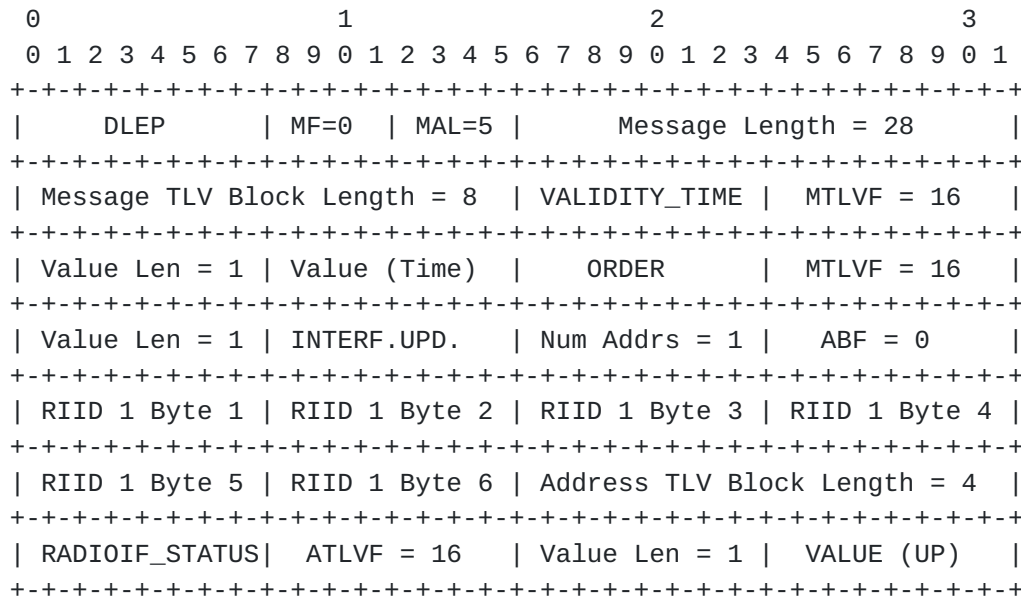 0                   1                   2                   3
 0 1 2 3 4 5 6 7 8 9 0 1 2 3 4 5 6 7 8 9 0 1 2 3 4 5 6 7 8 9 0 1
+-+-+-+-+-+-+-+-+-+-+-+-+-+-+-+-+-+-+-+-+-+-+-+-+-+-+-+-+-+-+-+-+
|     DLEP      | MF=0  | MAL=5 |      Message Length = 28      |
+-+-+-+-+-+-+-+-+-+-+-+-+-+-+-+-+-+-+-+-+-+-+-+-+-+-+-+-+-+-+-+-+
| Message TLV Block Length = 8  | VALIDITY_TIME |  MTLVF = 16   |
+-+-+-+-+-+-+-+-+-+-+-+-+-+-+-+-+-+-+-+-+-+-+-+-+-+-+-+-+-+-+-+-+
| Value Len = 1 | Value (Time)  |    ORDER      |  MTLVF = 16   |
+-+-+-+-+-+-+-+-+-+-+-+-+-+-+-+-+-+-+-+-+-+-+-+-+-+-+-+-+-+-+-+-+
| Value Len = 1 | INTERF.UPD.   | Num Addrs = 1 |   ABF = 0     |
+-+-+-+-+-+-+-+-+-+-+-+-+-+-+-+-+-+-+-+-+-+-+-+-+-+-+-+-+-+-+-+-+
| RIID 1 Byte 1 | RIID 1 Byte 2 | RIID 1 Byte 3 | RIID 1 Byte 4 |
+-+-+-+-+-+-+-+-+-+-+-+-+-+-+-+-+-+-+-+-+-+-+-+-+-+-+-+-+-+-+-+-+
| RIID 1 Byte 5 | RIID 1 Byte 6 | Address TLV Block Length = 4  |
+-+-+-+-+-+-+-+-+-+-+-+-+-+-+-+-+-+-+-+-+-+-+-+-+-+-+-+-+-+-+-+-+
| RADIOIF_STATUS|  ATLVF = 16   | Value Len = 1 |  VALUE (UP)   |
+-+-+-+-+-+-+-+-+-+-+-+-+-+-+-+-+-+-+-+-+-+-+-+-+-+-+-+-+-+-+-+-+